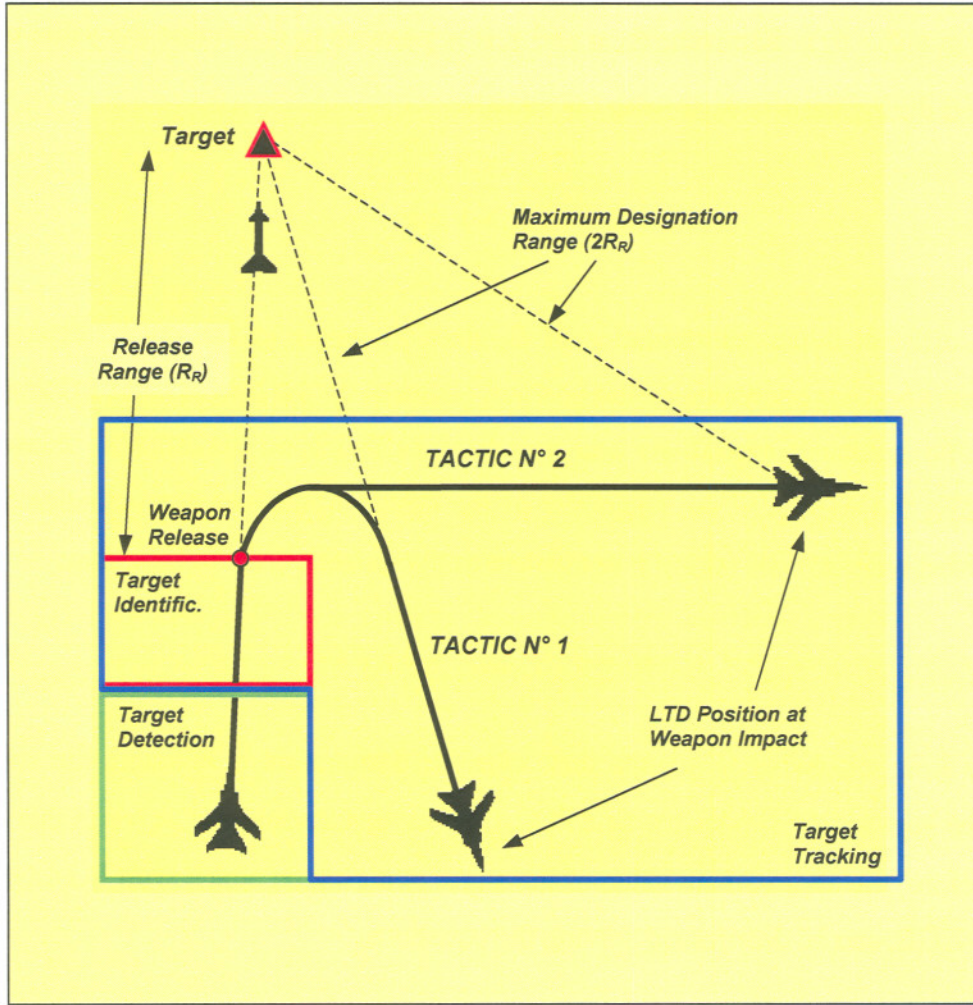 Target
Maximum Designation
Range (2RR)
Release
Range (RR)
TACTIC N° 2
Weapon
Release
Target
Identific.
TACTIC N° 1
Target
Detection
LTD Position at
Weapon Impact
Target
Tracking